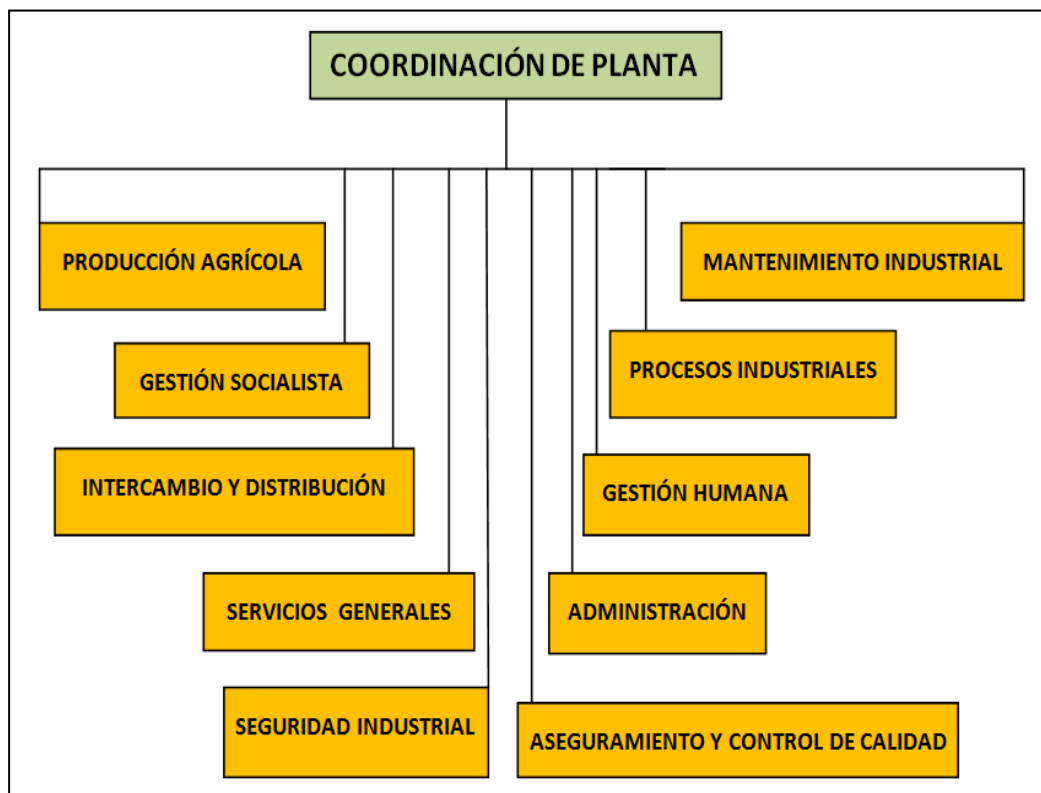 COORDINACIÓN DE PLANTA
PRODUCCIÓN AGRÍCOLA
MANTENIMIENTO INDUSTRIAL
GESTIÓN SOCIALISTA
PROCESOS INDUSTRIALES
INTERCAMBIO Y DISTRIBUCIÓN
GESTIÓN HUMANA
SERVICIOS GENERALES
ADMINISTRACIÓN
SEGURIDAD INDUSTRIAL
ASEGURAMIENTO Y CONTROL DE CALIDAD